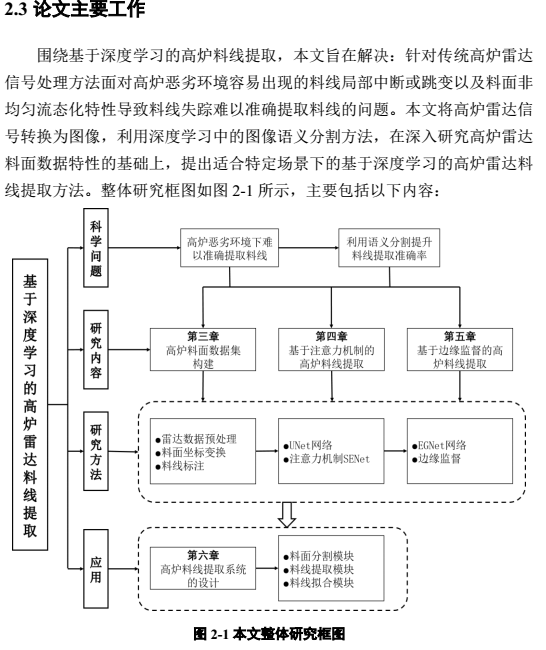 2.3 论文主要工作
围绕基于深度学习的高炉料线提取，本文旨在解决：针对传统高炉雷达
信号处理方法面对高炉恶劣环境容易出现的料线局部中断或跳变以及料面非
均匀流态化特性导致料线失踪难以准确提取料线的问题。本文将高炉雷达信
号转换为图像，利用深度学习中的图像语义分割方法，在深入研究高炉雷达
料面数据特性的基础上，提出适合特定场景下的基于深度学习的高炉雷达料
线提取方法。整体研究框图如图 2-1 所示，主要包括以下内容：
基于深度学习的高炉雷达料线提取
科学问题
高炉恶劣环境下难
以准确提取料线
利用语义分割提升
料线提取准确率
研究内容
第三章
高炉料面数据集
构建
第四章
基于注意力机制的
高炉料线提取
第五章
基于边缘监督的高
炉料线提取
研究方法
●雷达数据预处理
●料面坐标变换
●料线标注
●UNet网络
●注意力机制SENet
●EGNet网络
●边缘监督
应用
第六章
高炉料线提取系统
的设计
●料面分割模块
●料线提取模块
●料线拟合模块
图 2-1 本文整体研究框图